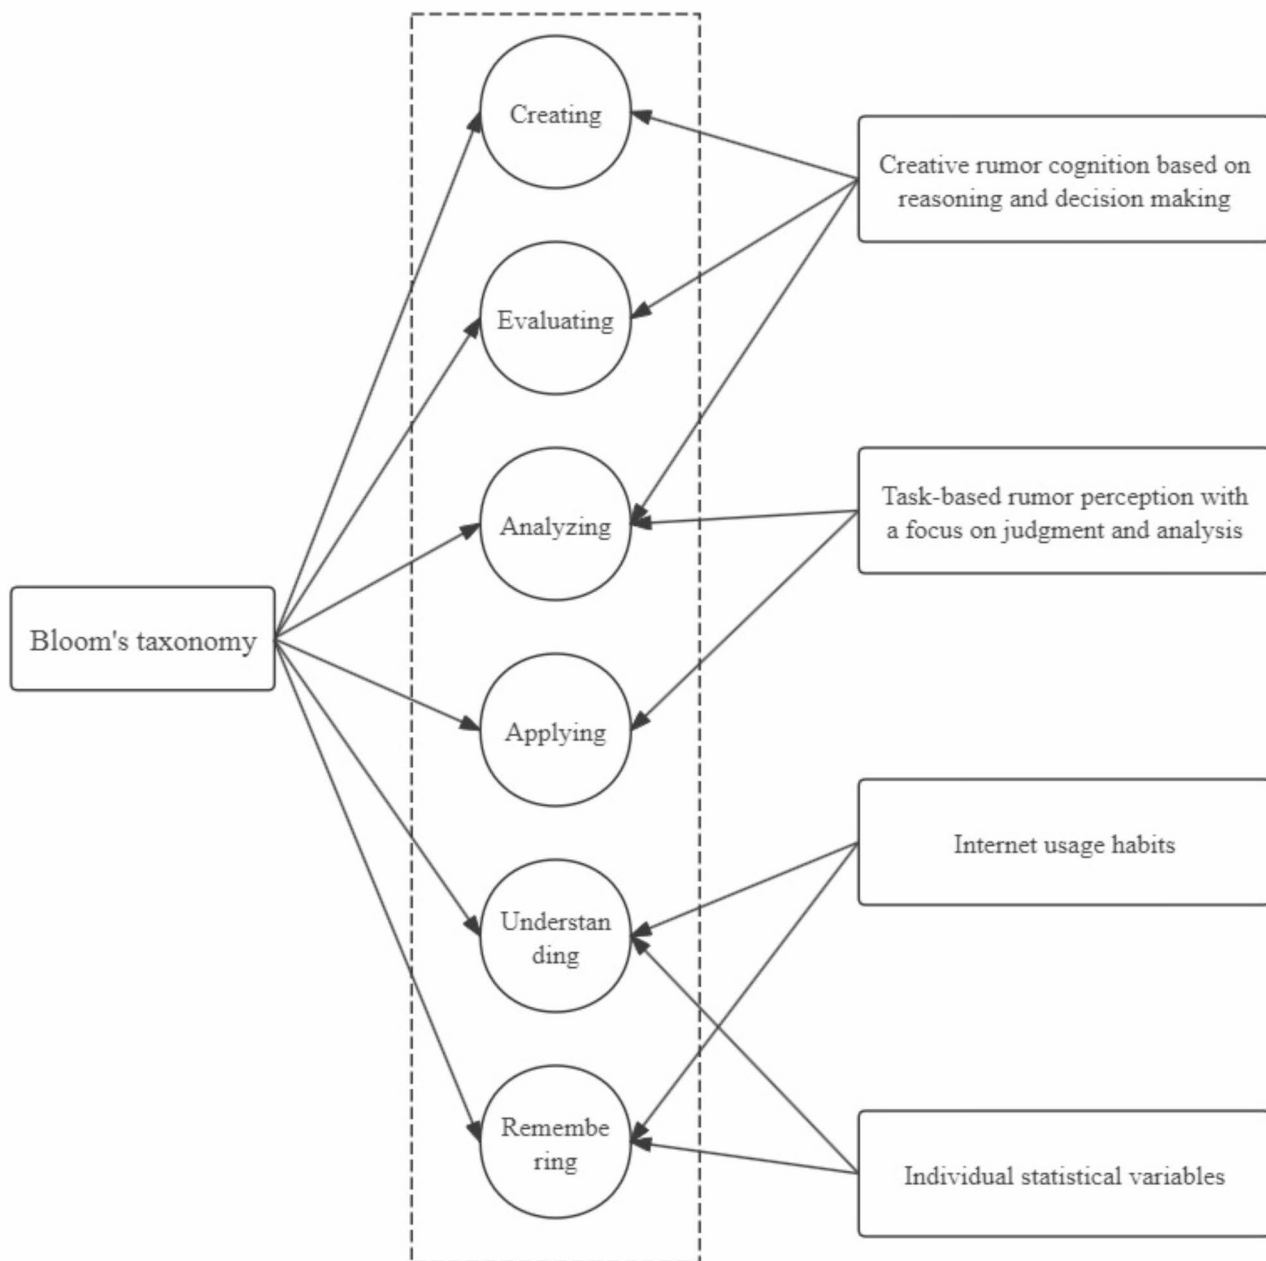 Creating
Creative rumor cognition based on
reasoning and decision making
Evaluating
Task-based rumor perception with
a focus on judgment and analysis
Analyzing
Bloom's taxonomy
Applying
Internet usage habits
Understan
ding
Remembe
ring
Individual statistical variables